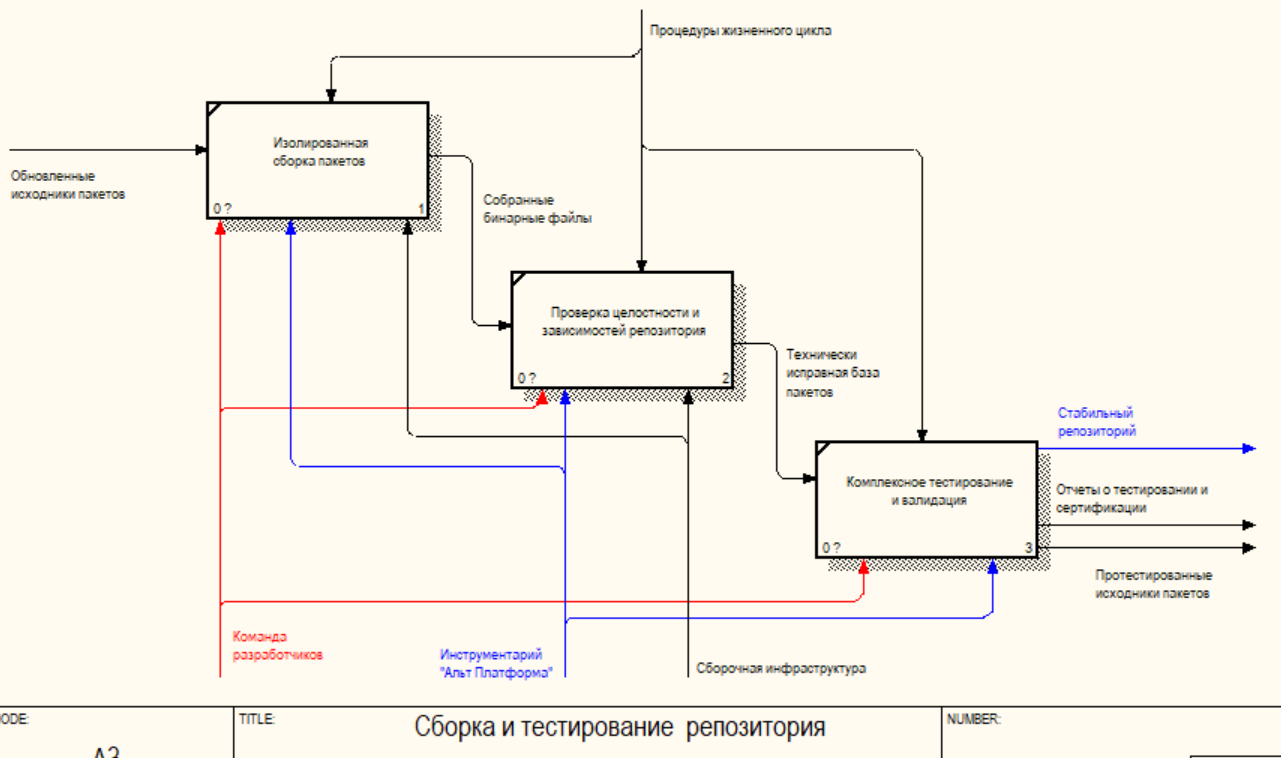 Процедуры жизненного цикла
Изолированная
сборка пакетов
0 ?
1
Обновленные
исходники пакетов
Собранные
бинарные файлы
Проверка целостности и
зависимостей репозитория
0 ?
2
Технически
исправная база
пакетов
Стабильный
репозиторий
Комплексное тестирование
и валидация
0 ?
3
Отчеты о тестировании и
сертификации
Протестированные
исходники пакетов
Команда
разработчиков
Инструментарий
"Альт Платформа"
Сборочная инфраструктура
ODE:
A3
TITLE:
Сборка и тестирование репозитория
NUMBER: